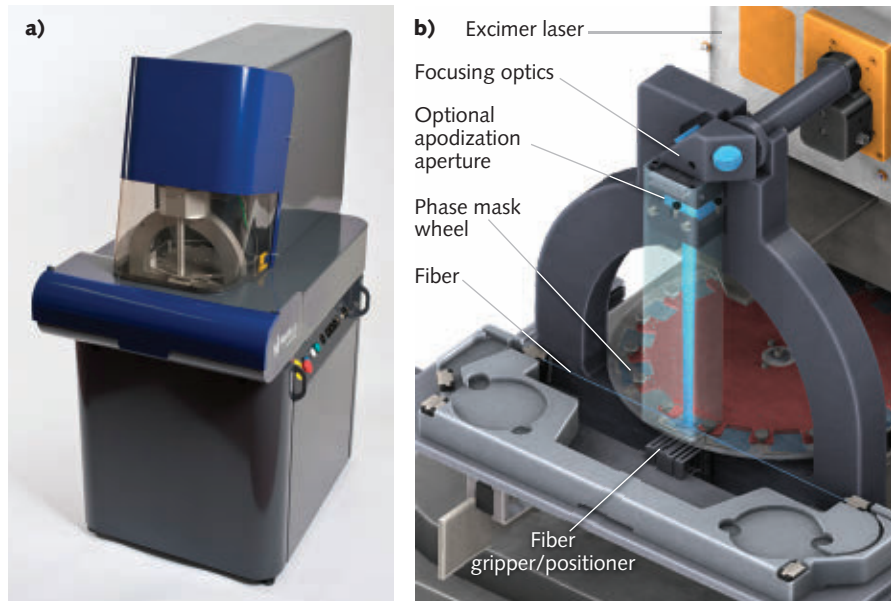 a)
b)
Excimer laser
Focusing optics
Optional
apodization
aperture
Phase mask
wheel
Fiber
Fiber
gripper/positioner